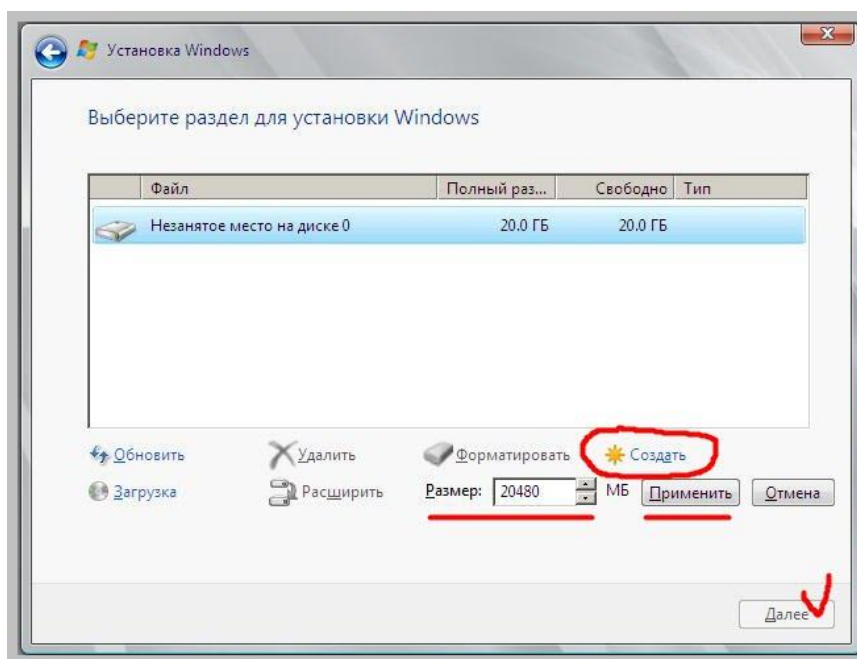 Установка Windows
Выберите раздел для установки Windows
Файл Полный раз... Свободно Тип
Незанятое место на диске 0 20.0 ГБ 20.0 ГБ
Обновить Удалить Форматировать Создать
Загрузка Расширить Размер: 20480 МБ Применить Отмена
Далее